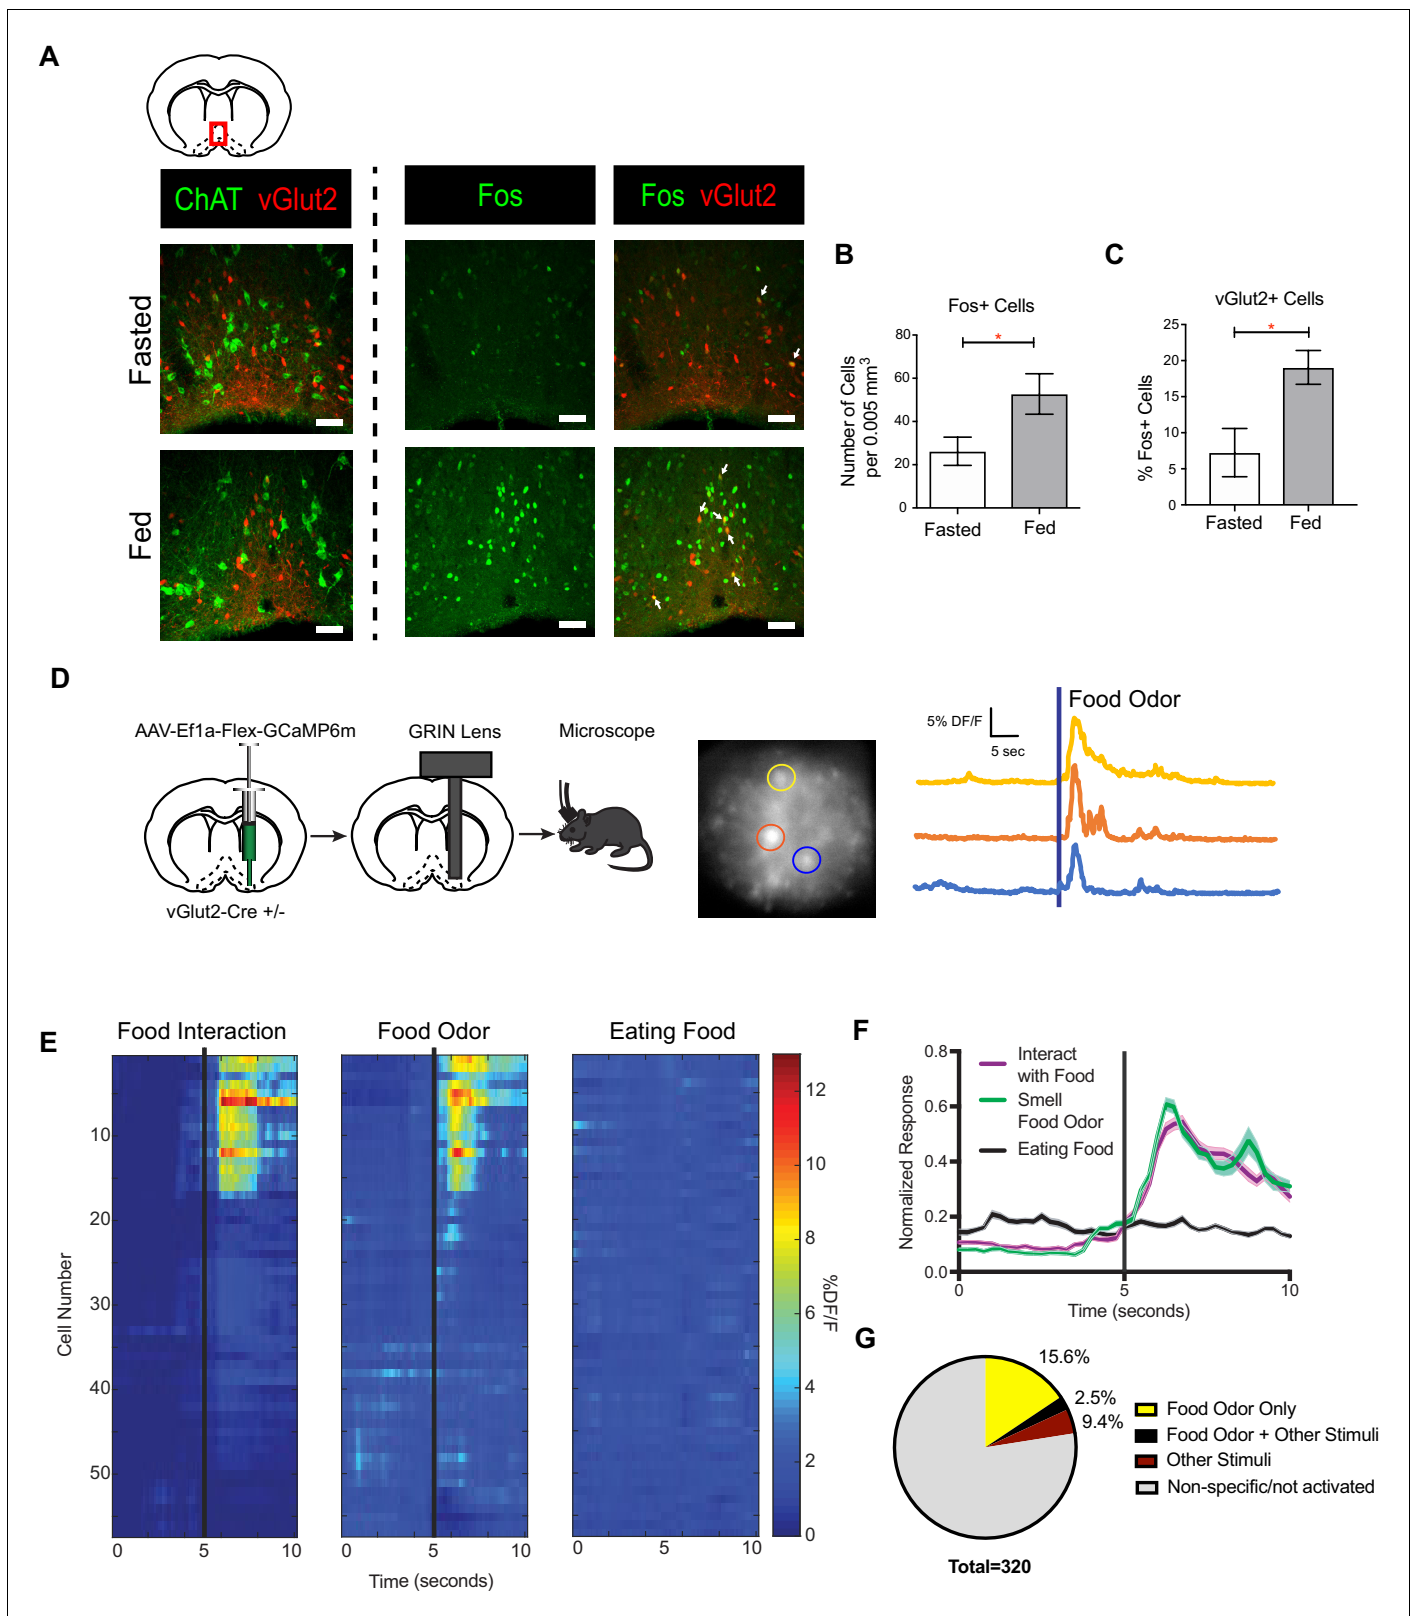 A
ChAT vGlut2
Fos
Fos vGlut2
Fasted
Fed
B
Fos+ Cells
Number of Cells
per 0.005 mm3
80
60
40
20
0
Fasted Fed
*
C
vGlut2+ Cells
% Fos+ Cells
25
20
15
10
5
0
Fasted Fed
*
D
AAV-Ef1a-Flex-GCaMP6m
vGlut2-Cre +/-
GRIN Lens
Microscope
5% DF/F
5 sec
Food Odor
E
Food Interaction
Food Odor
Eating Food
Cell Number
10
20
30
40
50
0 5 10
0 5 10
0 5 10
Time (seconds)
12
10
8
6
4
2
0
%DF/F
F
Normalized Response
0.8
0.6
0.4
0.2
0.0
Interact
with Food
Smell
Food Odor
Eating Food
0 5 10
Time (seconds)
G
15.6%
2.5%
9.4%
Food Odor Only
Food Odor + Other Stimuli
Other Stimuli
Non-specific/not activated
Total=320